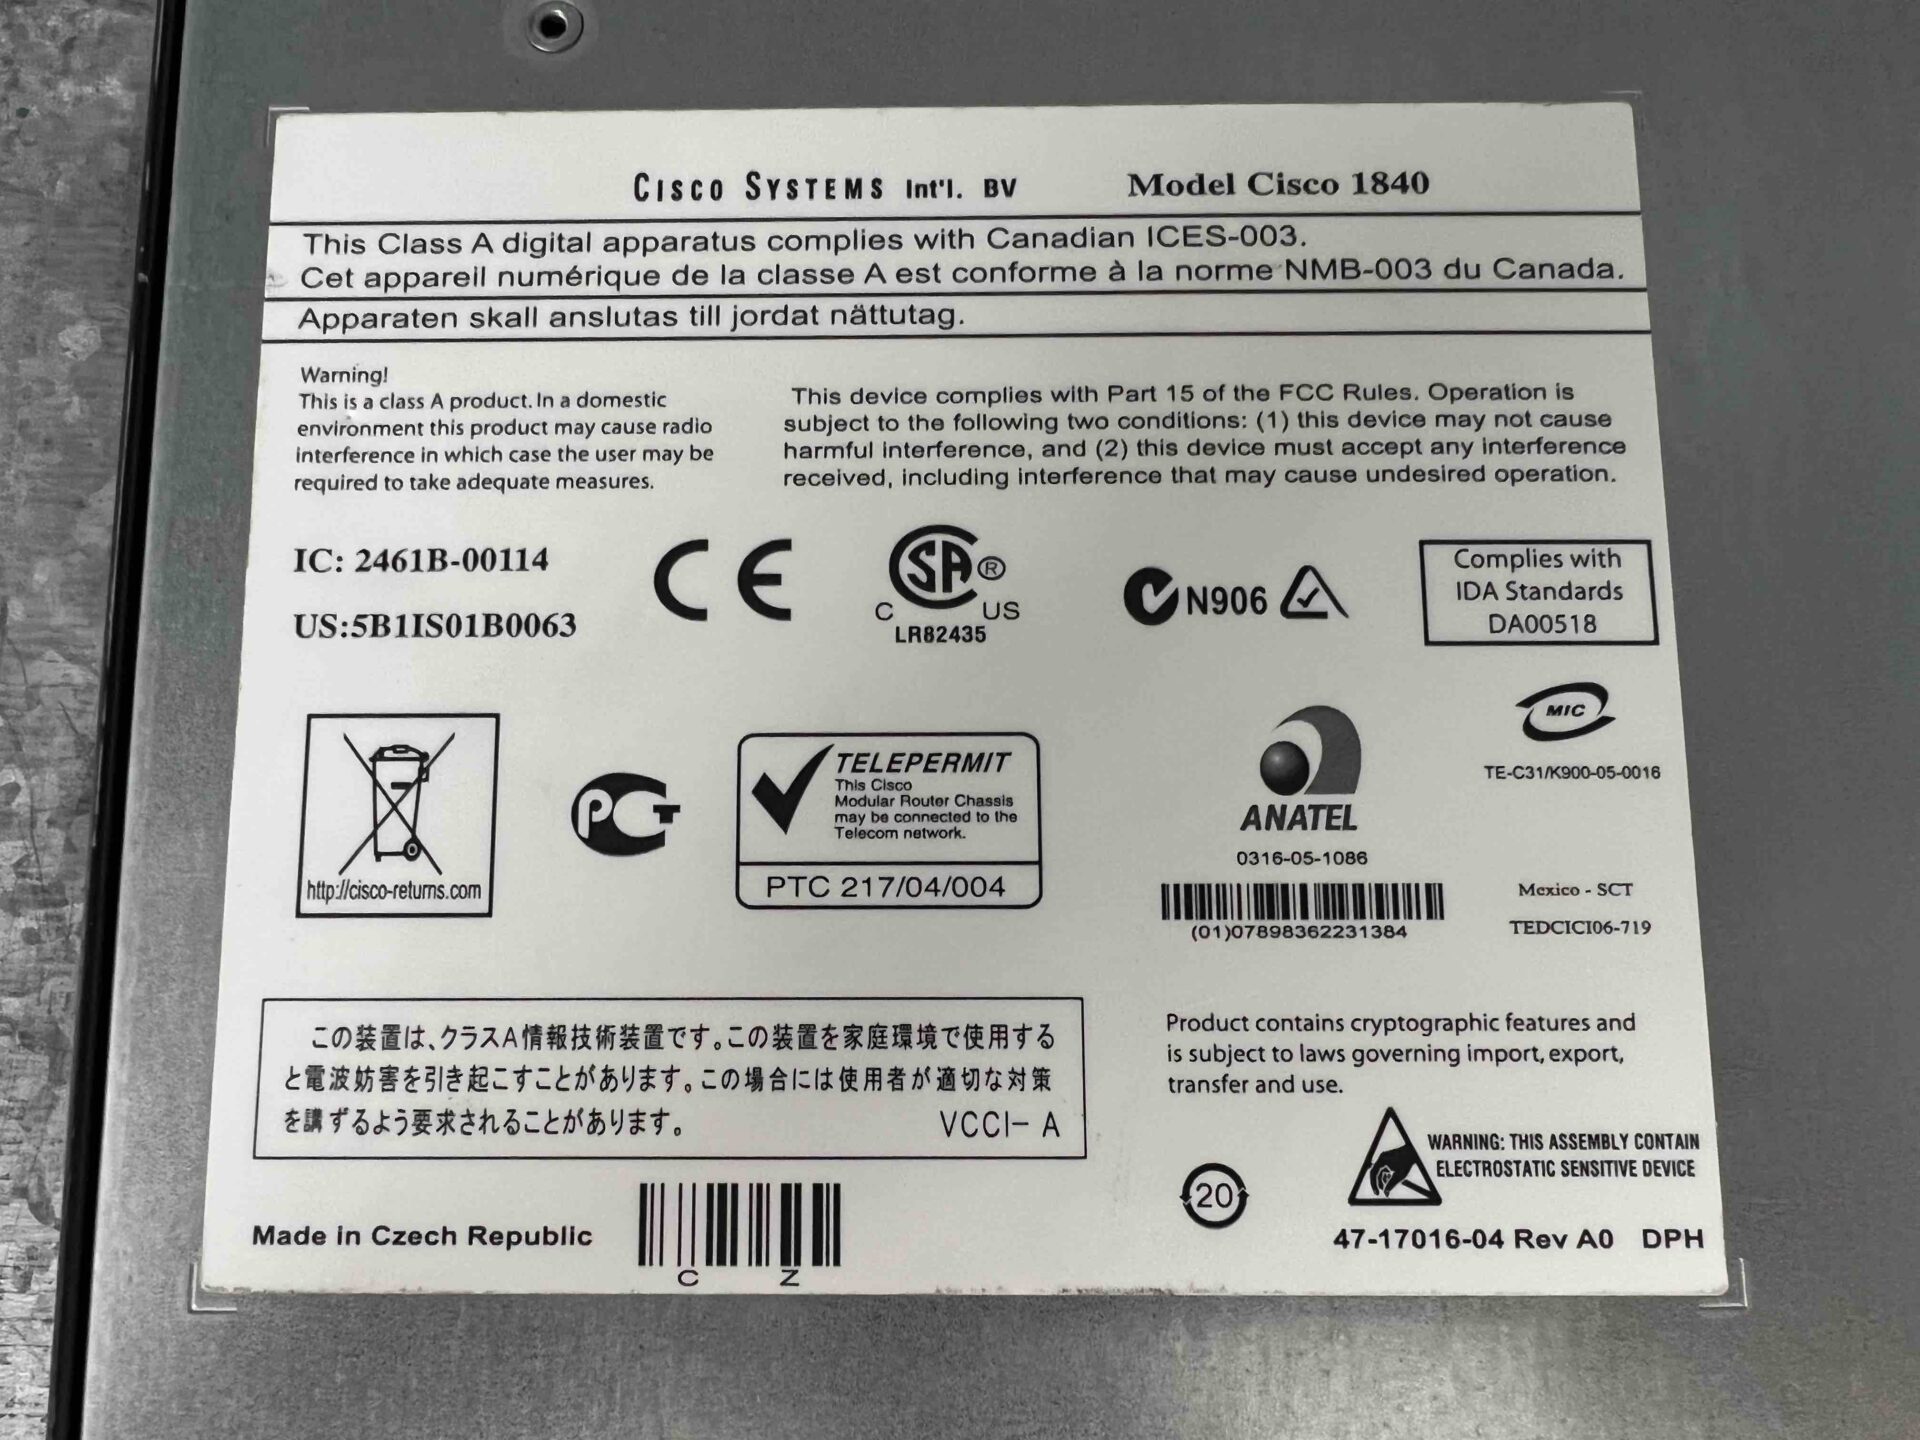 CISCO SYSTEMS Int'l. BV Model Cisco 1840
This Class A digital apparatus complies with Canadian ICES-003.
Cet appareil numérique de la classe A est conforme à la norme NMB-003 du Canada.
Apparaten skall anslutas till jordat nättutag.
Warning!
This is a class A product. In a domestic
environment this product may cause radio
interference in which case the user may be
required to take adequate measures.
This device complies with Part 15 of the FCC Rules. Operation is
subject to the following two conditions: (1) this device may not cause
harmful interference, and (2) this device must accept any interference
received, including interference that may cause undesired operation.
IC: 2461B-00114
US:5B1IS01B0063
CE
SA®
C US
LR82435
N906
Complies with
IDA Standards
DA00518
http://cisco-returns.com
PCT
TELEPERMIT
This Cisco
Modular Router Chassis
may be connected to the
Telecom network.
PTC 217/04/004
ANATEL
0316-05-1086
(01)07898362231384
MIC
TE-C31/K900-05-0016
Mexico - SCT
TEDCICI06-719
この装置は、クラスA情報技術装置です。この装置を家庭環境で使用する
と電波妨害を引き起こすことがあります。この場合には使用者が適切な対策
を講ずるよう要求されることがあります。 VCCI-A
Product contains cryptographic features and
is subject to laws governing import, export,
transfer and use.
WARNING: THIS ASSEMBLY CONTAIN
ELECTROSTATIC SENSITIVE DEVICE
20
Made in Czech Republic
C Z
47-17016-04 Rev A0 DPH